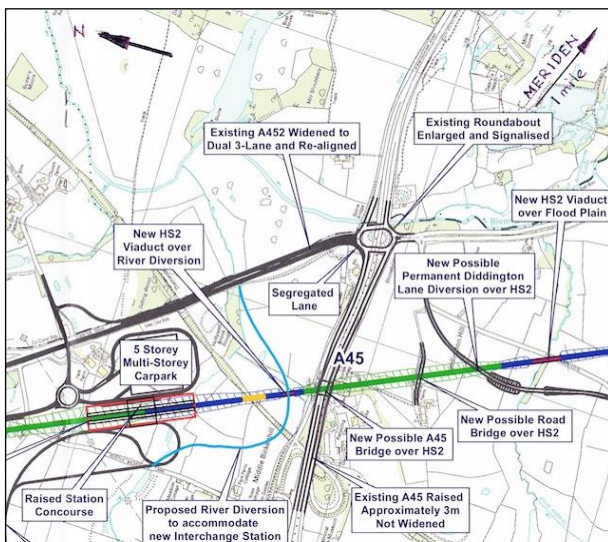 N
MERIDEN
1 mile
Existing A452 Widened to
Dual 3-Lane and Re-aligned
Existing Roundabout
Enlarged and Signalised
New HS2 Viaduct
over Flood Plain
New HS2
Viaduct over
River Diversion
River
New Possible
Permanent Diddington
Lane Diversion over HS2
Segregated
Lane
5 Storey
Multi-Storey
Carpark
A45
New Possible Road
Bridge over HS2
New Possible A45
Bridge over HS2
Middle Bickenhill
Raised Station
Concourse
Proposed River Diversion
to accommodate
new Interchange Station
Existing A45 Raised
Approximately 3m
Not Widened